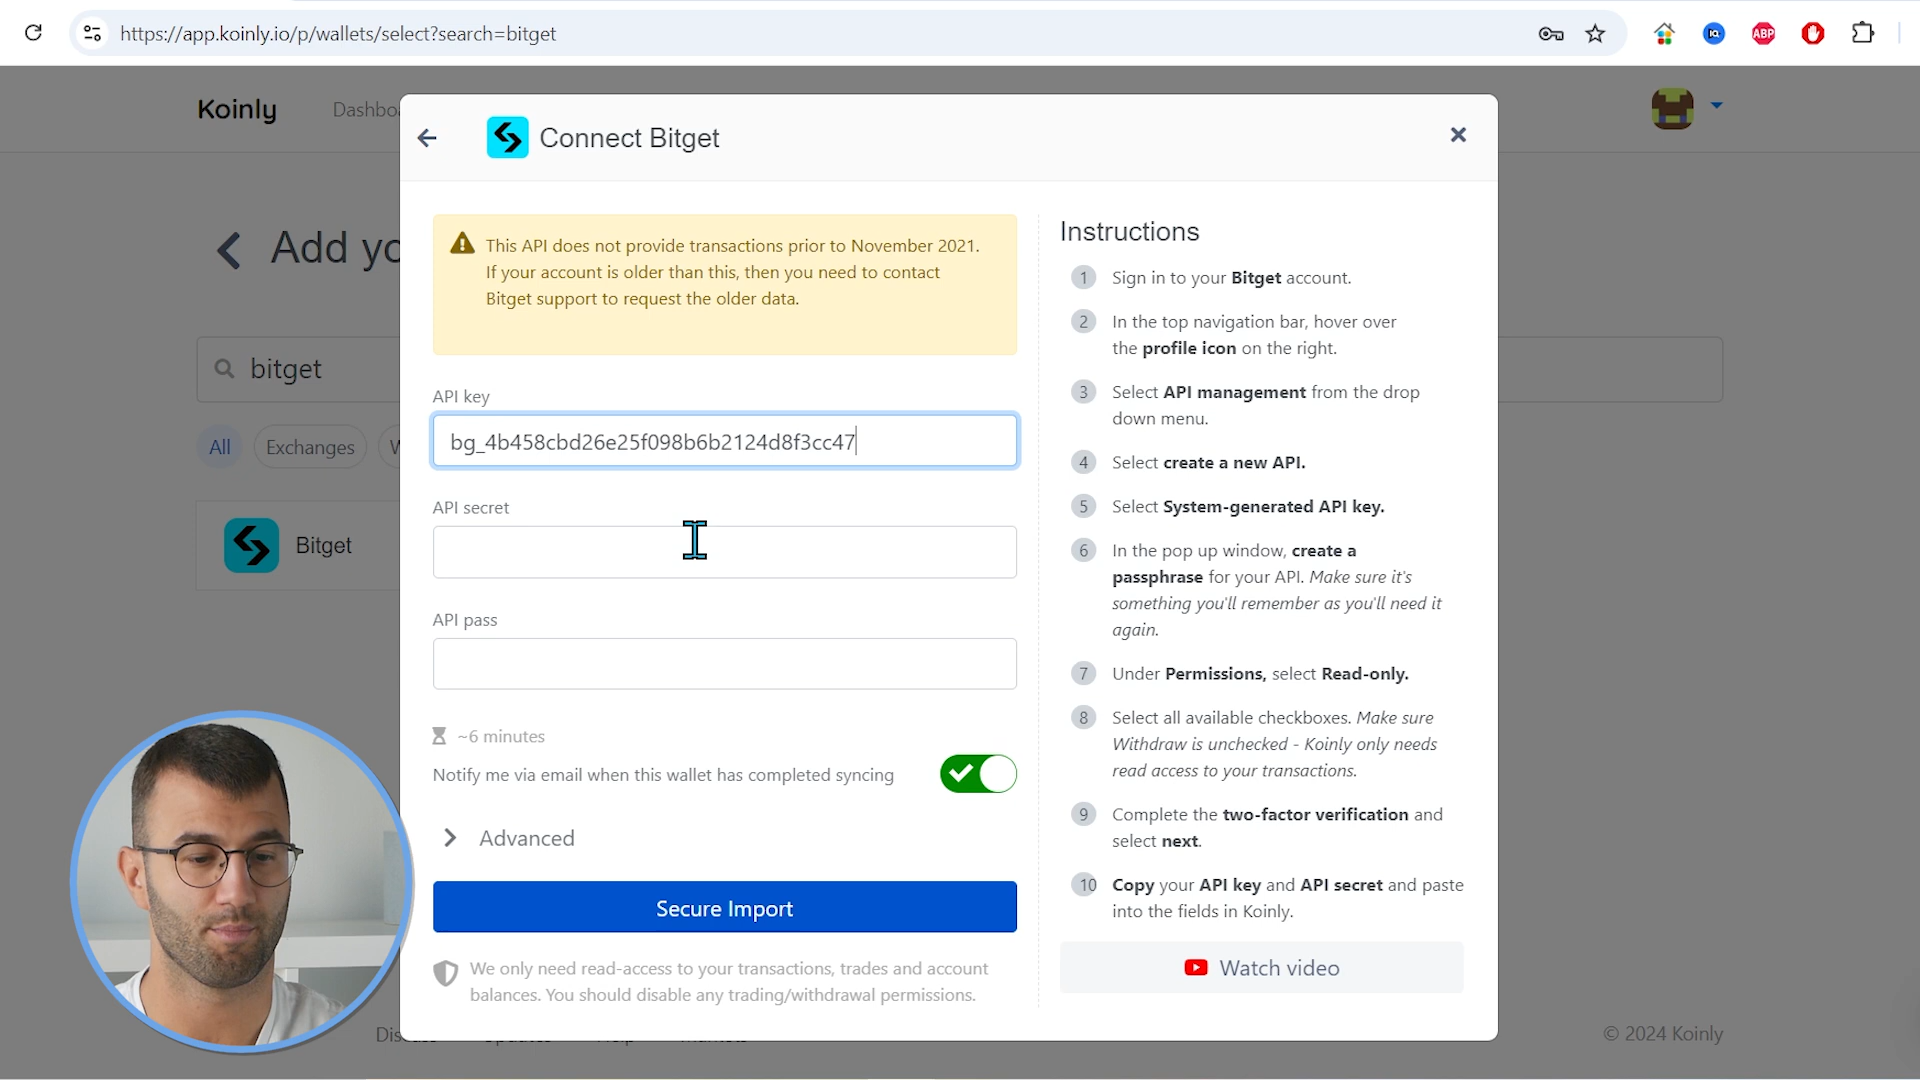 https://app.koinly.io/p/wallets/select?search=bitget
IQ
ABP
Koinly
Connect Bitget
Add yo
bitget
All
Exchanges
W
Bitget
This API does not provide transactions prior to November 2021.
If your account is older than this, then you need to contact
Bitget support to request the older data.
API key
bg_4b458cbd26e25f098b6b2124d8f3cc47
API secret
API pass
~6 minutes
Notify me via email when this wallet has completed syncing
Advanced
Secure Import
We only need read-access to your transactions, trades and account
balances. You should disable any trading/withdrawal permissions.
Instructions
1 Sign in to your Bitget account.
2 In the top navigation bar, hover over
the profile icon on the right.
3 Select API management from the drop
down menu.
4 Select create a new API.
5 Select System-generated API key.
6 In the pop up window, create a
passphrase for your API. Make sure it's
something you'll remember as you'll need it
again.
7 Under Permissions, select Read-only.
8 Select all available checkboxes. Make sure
Withdraw is unchecked - Koinly only needs
read access to your transactions.
9 Complete the two-factor verification and
select next.
10 Copy your API key and API secret and paste
into the fields in Koinly.
Watch video
© 2024 Koinly